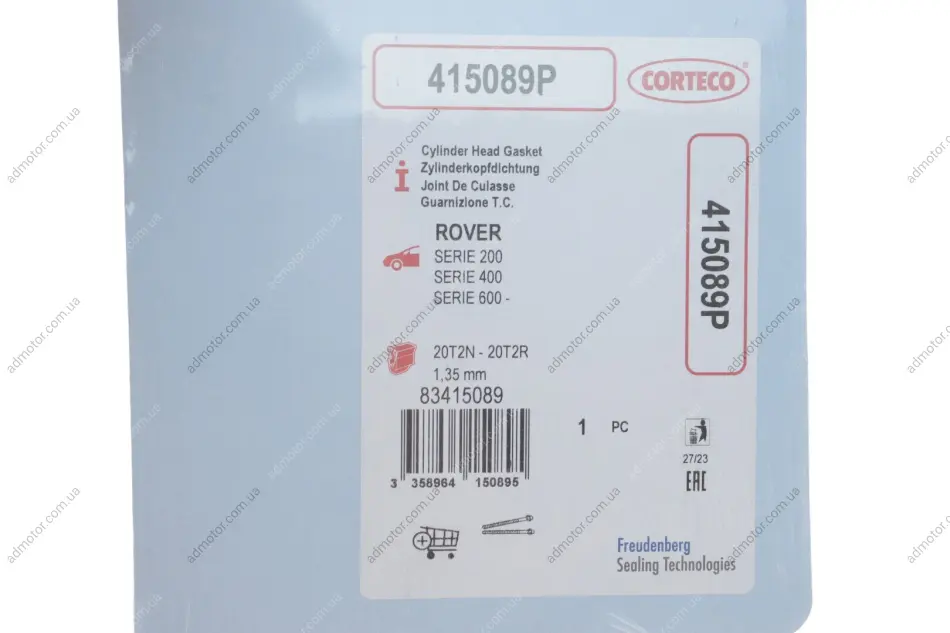 415089P
CORTECO®
Cylinder Head Gasket
Zylinderkopfdichtung
Joint De Culasse
Guarnizione T.C.
ROVER
SERIE 200
SERIE 400
SERIE 600 -
415089P
20T2N - 20T2R
1,35 mm
83415089
3 358964 150895
1 PC
27/23
EAC
Freudenberg
Sealing Technologies
admotor.com.ua